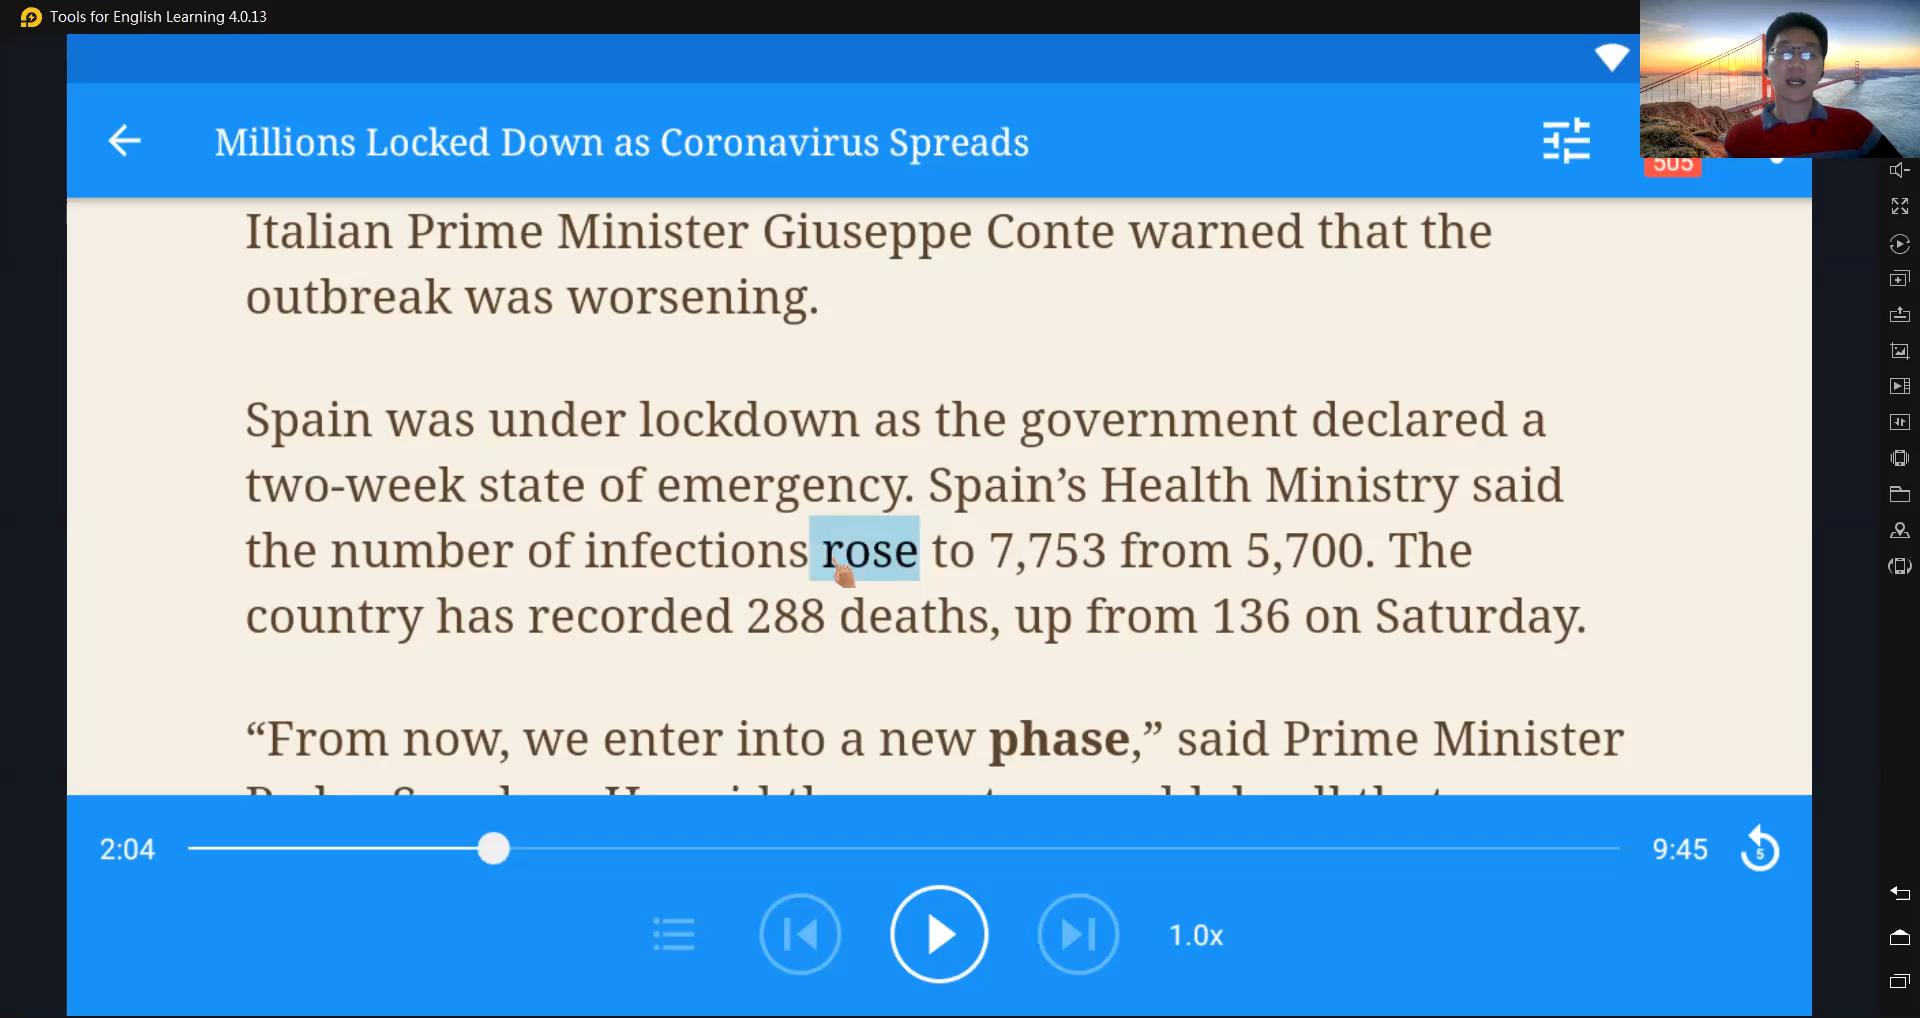 Tools for English Learning 4.0.13
Millions Locked Down as Coronavirus Spreads
505
Italian Prime Minister Giuseppe Conte warned that the
outbreak was worsening.
Spain was under lockdown as the government declared a
two-week state of emergency. Spain’s Health Ministry said
the number of infections rose to 7,753 from 5,700. The
country has recorded 288 deaths, up from 136 on Saturday.
“From now, we enter into a new phase,” said Prime Minister
2:04
9:45
5
1.0x